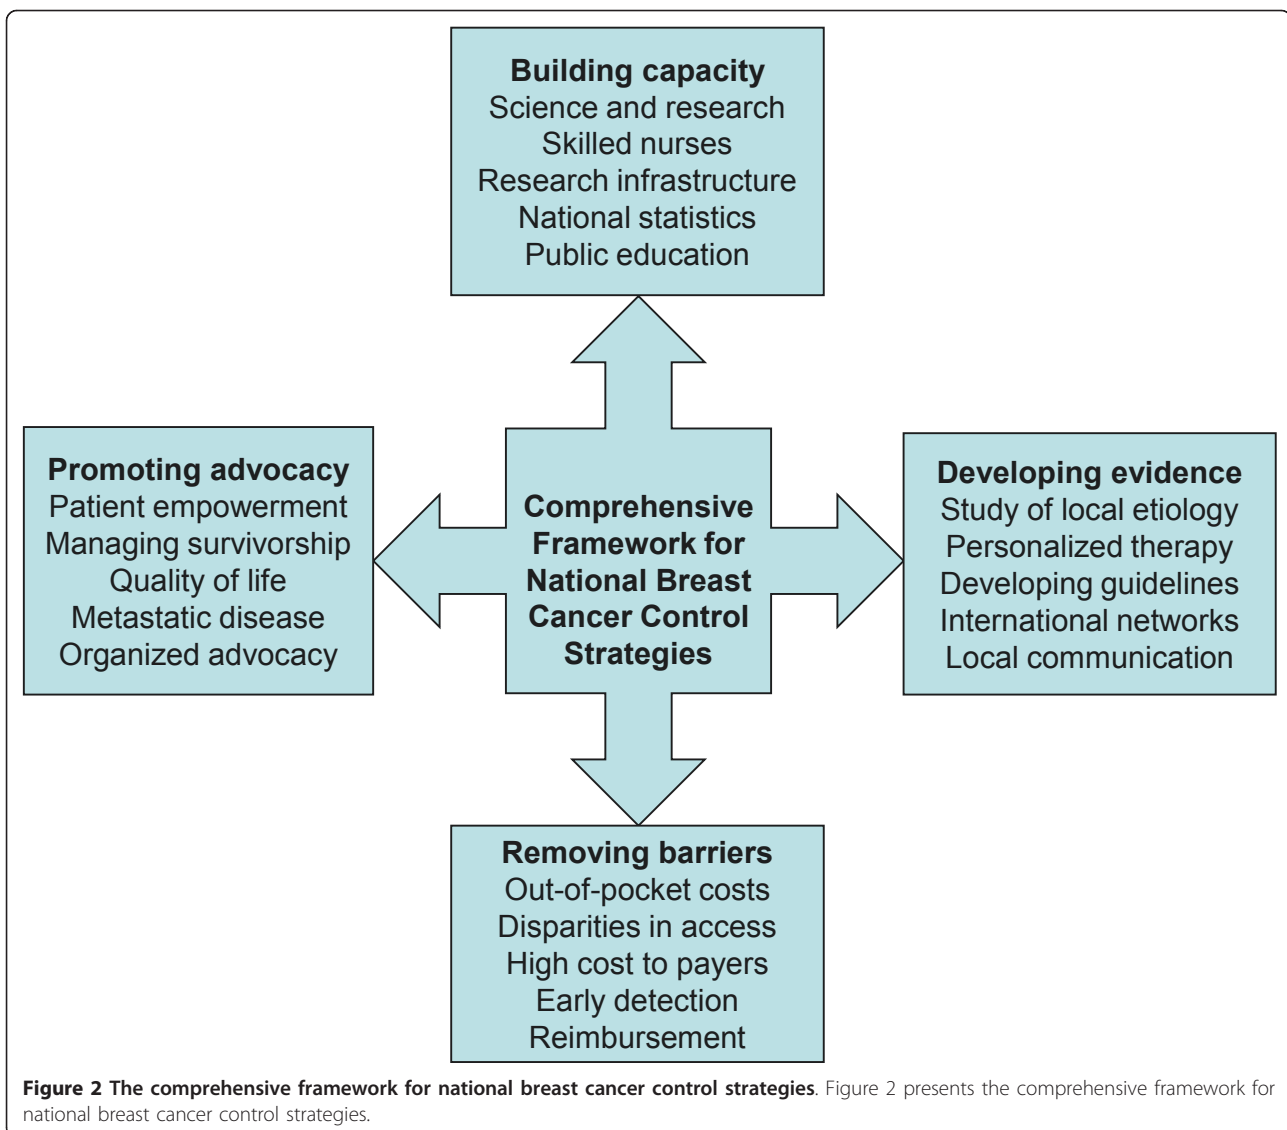 Building capacity
Science and research
Skilled nurses
Research infrastructure
National statistics
Public education
Promoting advocacy
Patient empowerment
Managing survivorship
Quality of life
Metastatic disease
Organized advocacy
Comprehensive
Framework for
National Breast
Cancer Control
Strategies
Developing evidence
Study of local etiology
Personalized therapy
Developing guidelines
International networks
Local communication
Removing barriers
Out-of-pocket costs
Disparities in access
High cost to payers
Early detection
Reimbursement
Figure 2 The comprehensive framework for national breast cancer control strategies. Figure 2 presents the comprehensive framework for
national breast cancer control strategies.